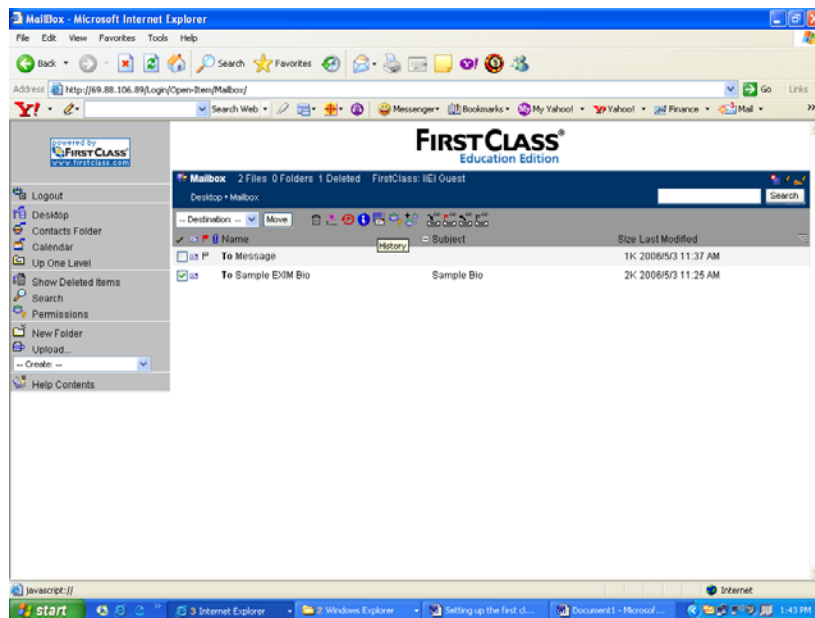 MailBox - Microsoft Internet Explorer
File Edit View Favorites Tools Help
Back Search Favorites
Address http://69.88.106.89/Login/Open-Item/Mailbox/ Go Links
Y! Search Web Messenger Bookmarks My Yahoo! Yahoo! Finance Mail »
powered by
FIRSTCLASS
www.firstclass.com
FIRSTCLASS®
Education Edition
Mailbox 2 Files 0 Folders 1 Deleted FirstClass: IIEI Guest
Desktop • Mailbox Search
-- Destination: -- Move
Name Subject Size Last Modified
History
To Message 1K 2006/5/3 11:37 AM
To Sample EXIM Bio Sample Bio 2K 2006/5/3 11:25 AM
Logout
Desktop
Contacts Folder
Calendar
Up One Level
Show Deleted Items
Search
Permissions
New Folder
Upload...
-- Create: --
Help Contents
javascript:// Internet
start 3 Internet Explorer 2 Windows Explorer Setting up the first cl... Document1 - Microsof... 1:43 PM